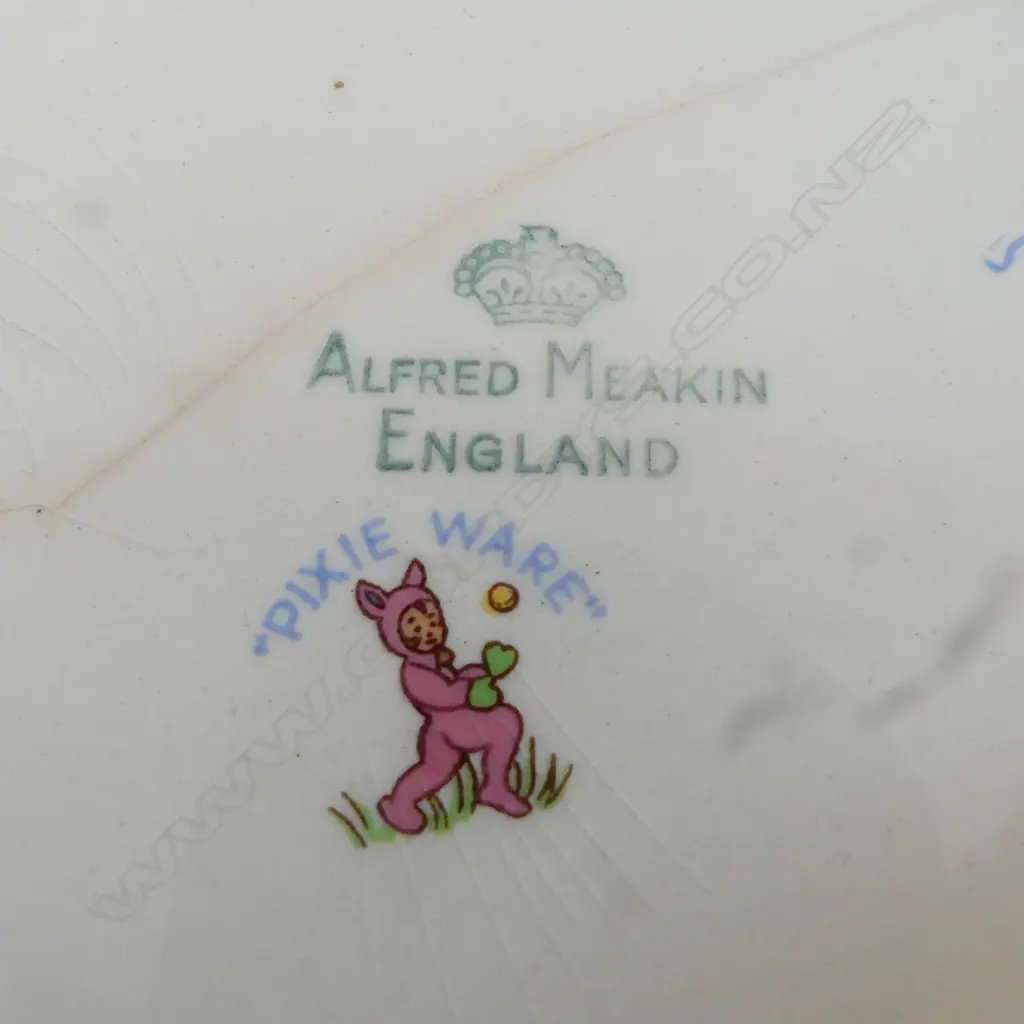 ALFRED MEAKIN
ENGLAND
"PIXIE WARE"